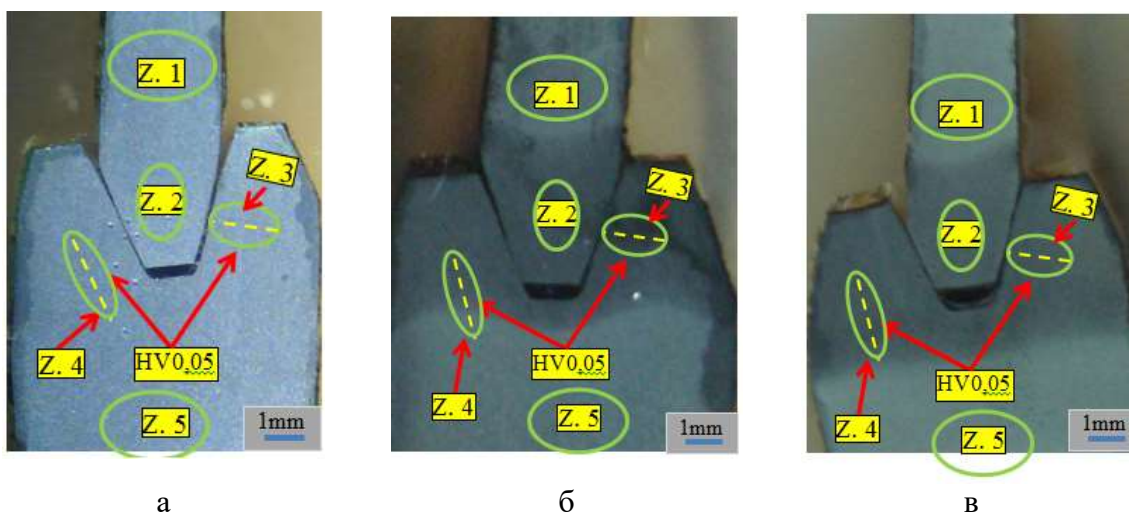 Z. 1
Z. 2
Z. 3
Z. 4
HV0,05
Z. 5
1mm
а
Z. 1
Z. 2
Z. 3
Z. 4
HV0,05
Z. 5
1mm
б
Z. 1
Z. 2
Z. 3
Z. 4
HV0,05
Z. 5
1mm
в